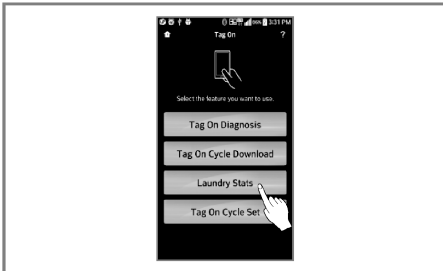 3:31 PM
Tag On
?
Select the feature you want to use.
Tag On Diagnosis
Tag On Cycle Download
Laundry Stats
Tag On Cycle Set